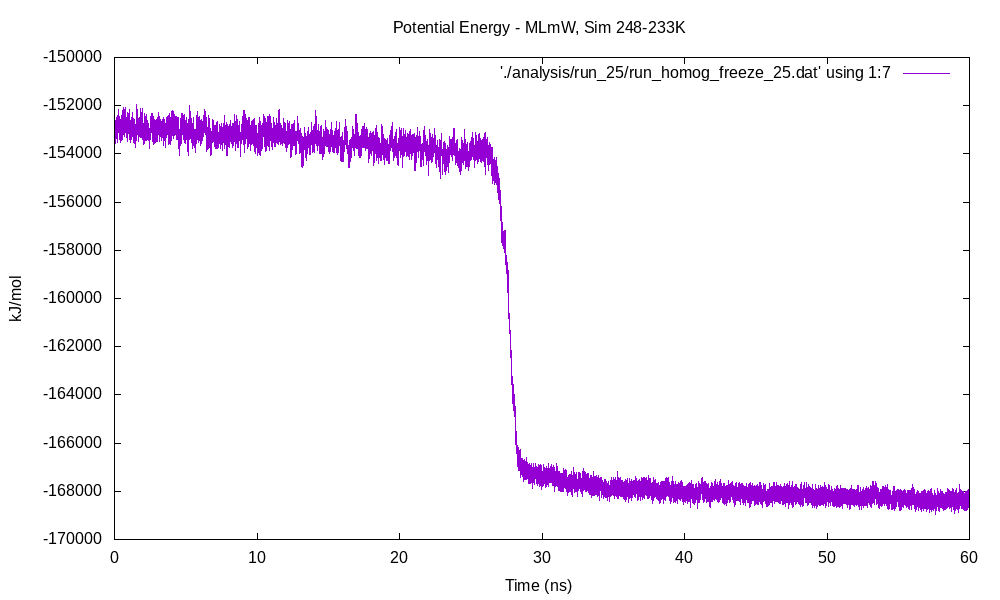 Potential Energy - MLmW, Sim 248-233K
'./analysis/run_25/run_homog_freeze_25.dat' using 1:7
-150000
-152000
-154000
-156000
-158000
-160000
-162000
-164000
-166000
-168000
-170000
kJ/mol
0 10 20 30 40 50 60
Time (ns)